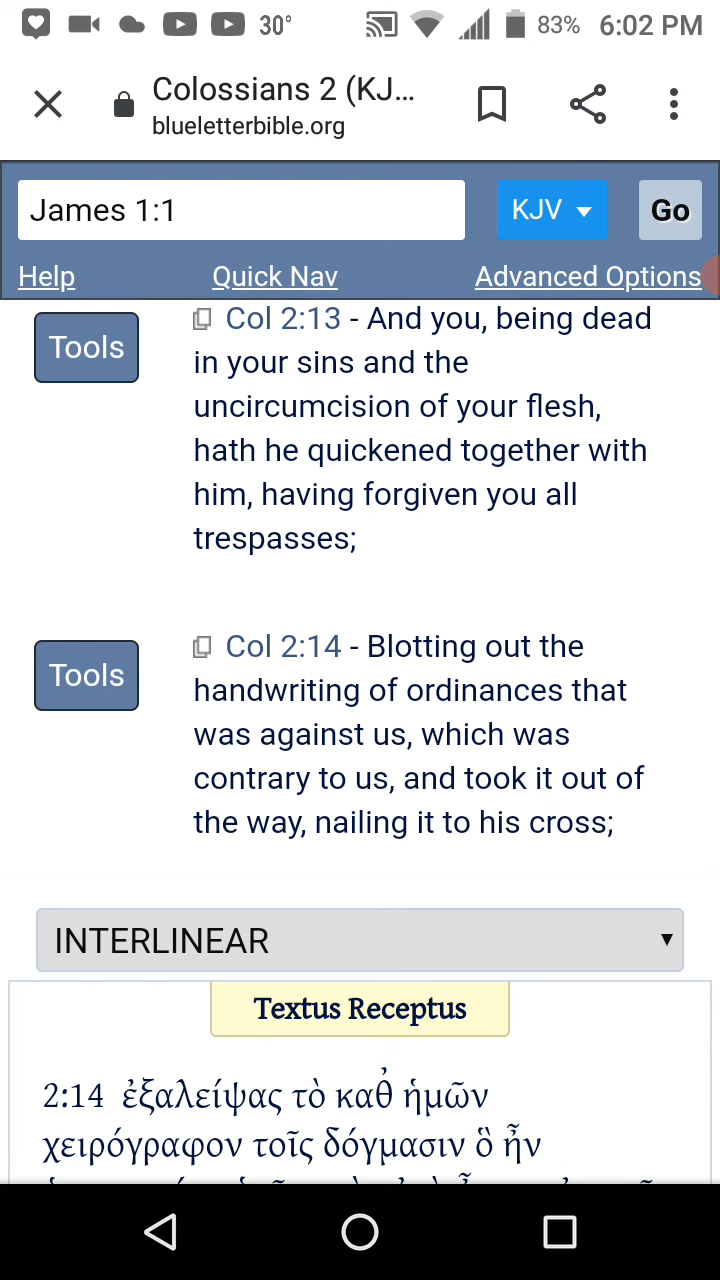 30° 83% 6:02 PM
Colossians 2 (KJ...
blueletterbible.org
James 1:1 KJV Go
Help Quick Nav Advanced Options
Tools
Col 2:13 - And you, being dead
in your sins and the
uncircumcision of your flesh,
hath he quickened together with
him, having forgiven you all
trespasses;
Tools
Col 2:14 - Blotting out the
handwriting of ordinances that
was against us, which was
contrary to us, and took it out of
the way, nailing it to his cross;
INTERLINEAR
Textus Receptus
2:14 ἐξαλείψας τὸ καθ̓ ἡμῶν
χειρόγραφον τοῖς δόγμασιν ὃ ἦν